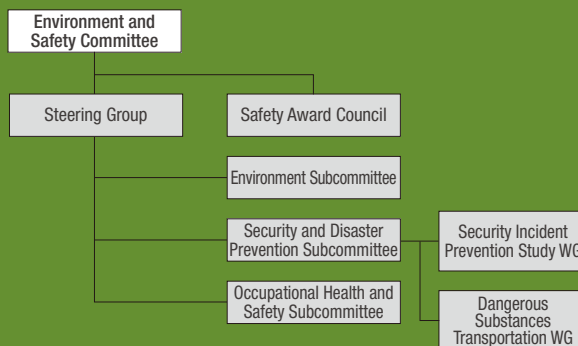 Environment and
Safety Committee
Steering Group
Safety Award Council
Environment Subcommittee
Security and Disaster
Prevention Subcommittee
Security Incident
Prevention Study WG
Occupational Health and
Safety Subcommittee
Dangerous
Substances
Transportation WG